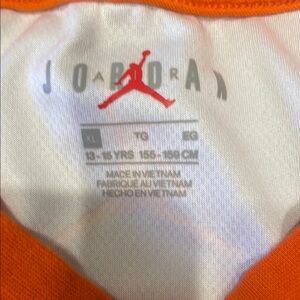 JORDAN
AIR
XL TG EG
13-15 YRS 155-159 CM
MADE IN VIETNAM
FABRIQUÉ AU VIETNAM
HECHO EN VIETNAM